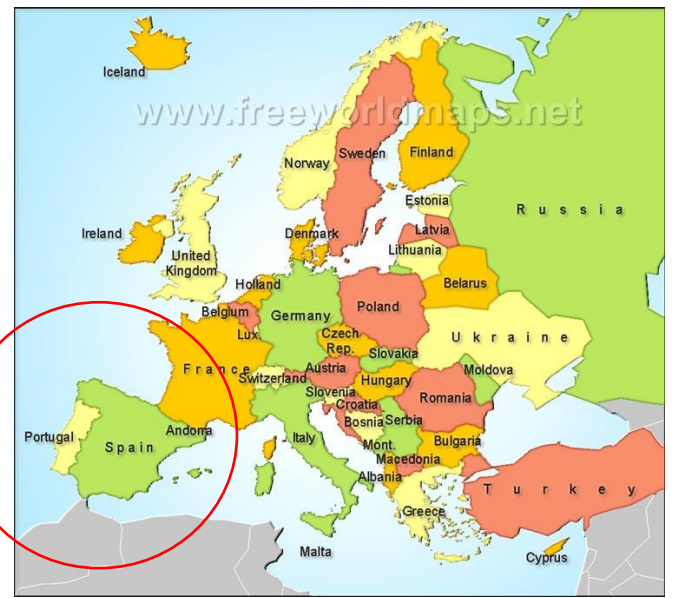 Iceland
www.freeworldmaps.net
Norway
Sweden
Finland
Estonia
Russia
Latvia
Ireland
Denmark
Lithuania
United
Kingdom
Holland
Belarus
Belgium
Germany
Poland
Lux.
Czech
Rep.
Ukraine
Slovakia
France
Switzerland
Austria
Hungary
Moldova
Slovenia
Croatia
Romania
Portugal
Spain
Andorra
Italy
Bosnia
Serbia
Mont.
Bulgaria
Macedonia
Albania
Turkey
Greece
Malta
Cyprus